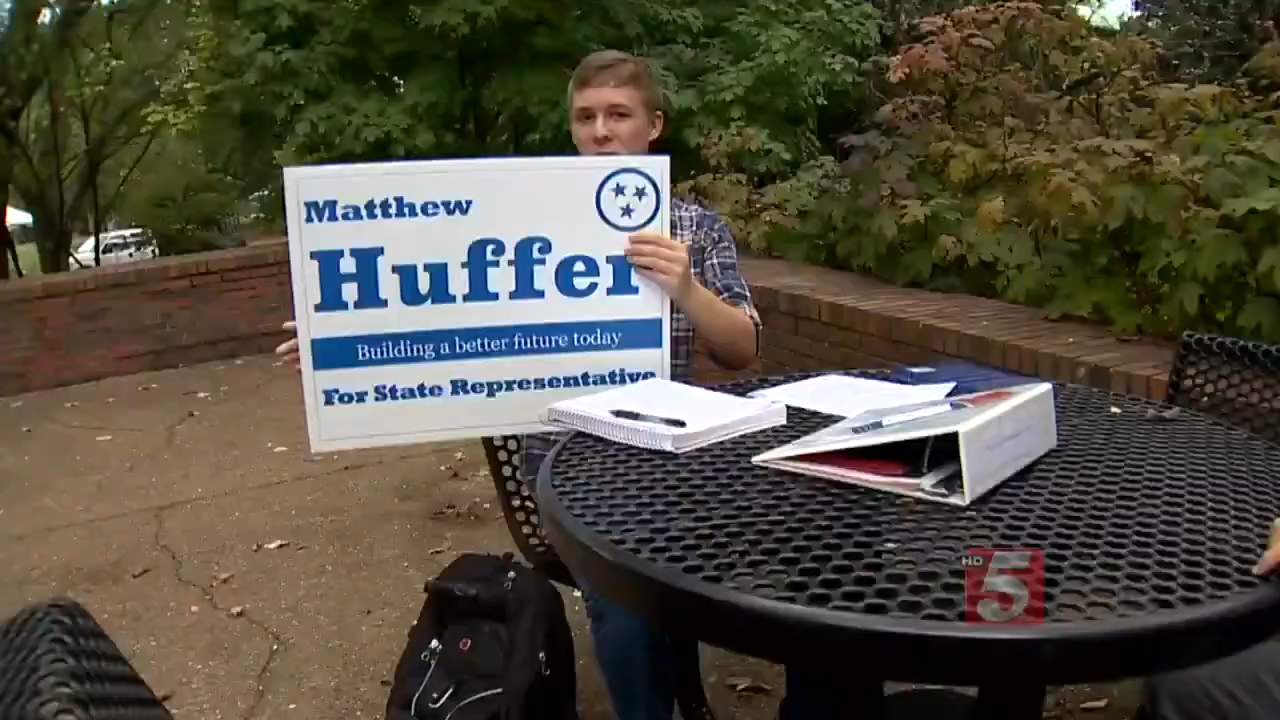 Matthew
Huffer
Building a better future today
For State Representative
HD
5